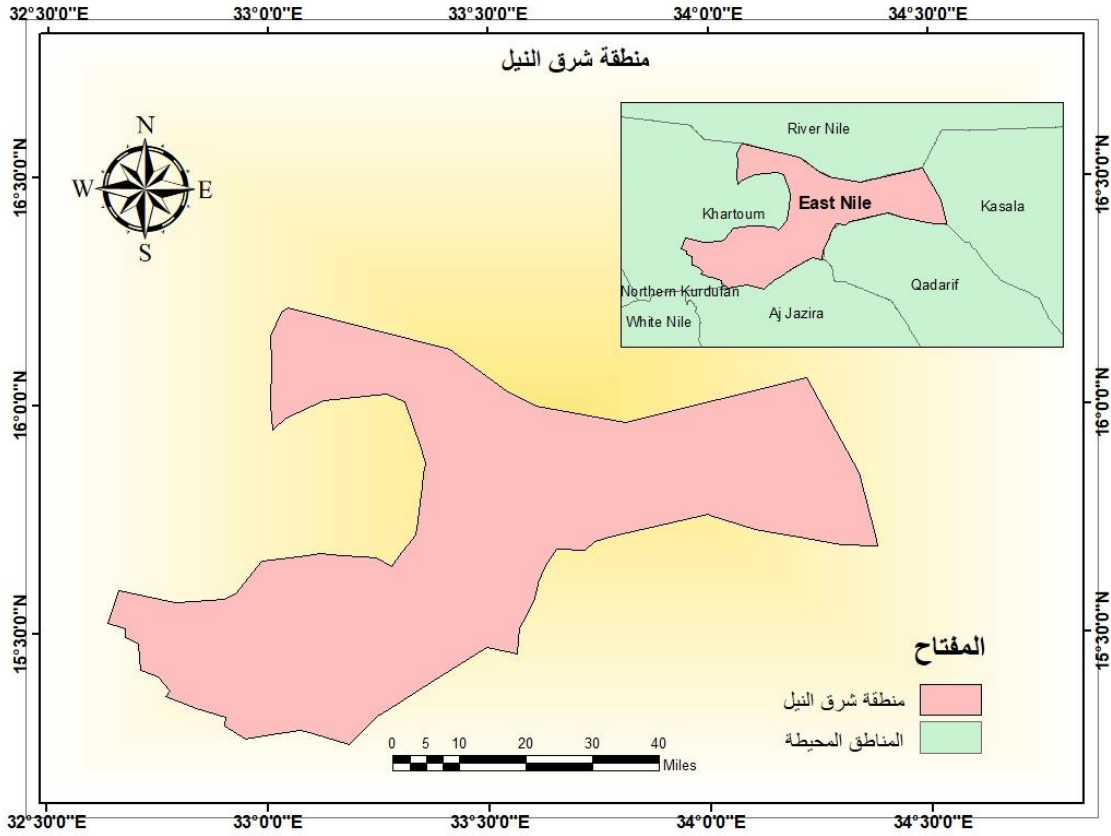 32°30'0"E 33°0'0"E 33°30'0"E 34°0'0"E 34°30'0"E
منطقة شرق النيل
N
W E
S
River Nile
East Nile
Khartoum
Kasala
Northern Kurdufan
Qadarif
White Nile
Aj Jazira
16°30'0"N 16°30'0"N
16°0'0"N 16°0'0"N
15°30'0"N 15°30'0"N
المفتاح
منطقة شرق النيل
المناطق المحيطة
0 5 10 20 30 40
Miles
32°30'0"E 33°0'0"E 33°30'0"E 34°0'0"E 34°30'0"E